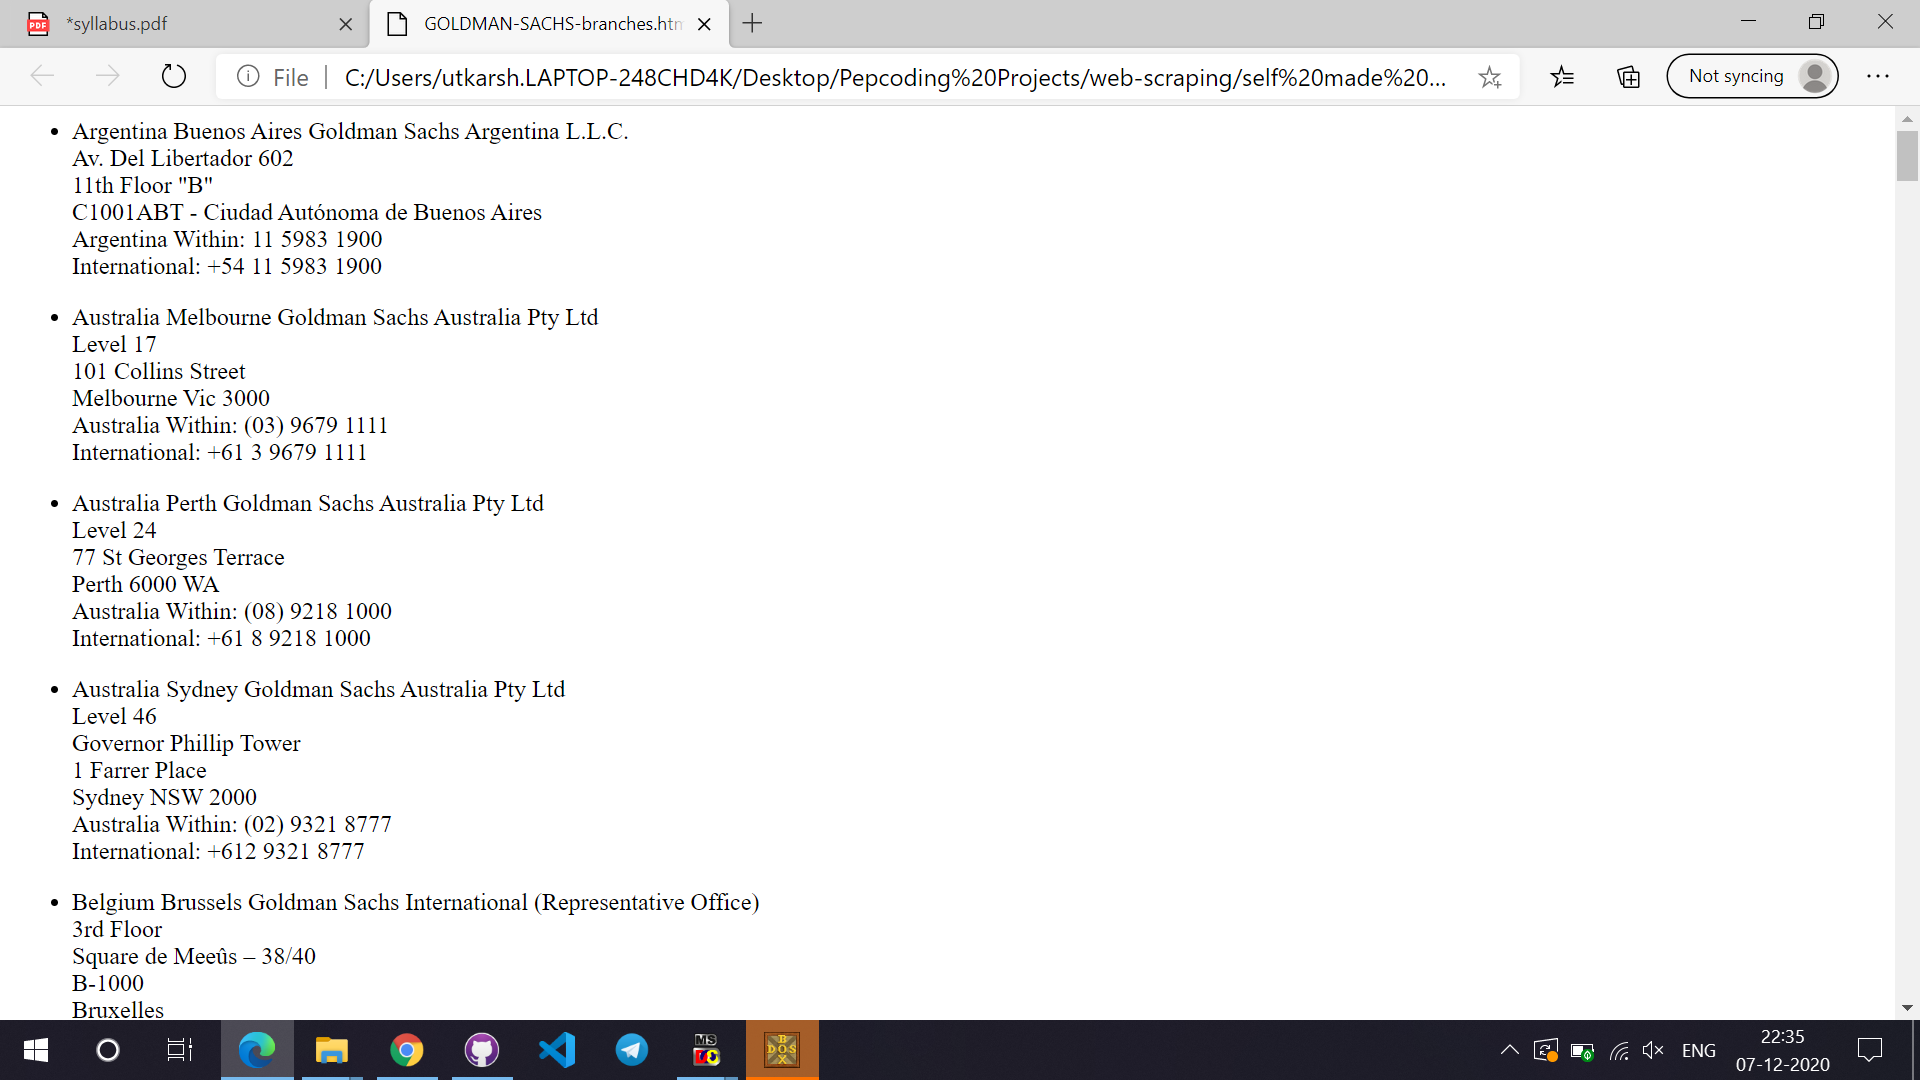 *syllabus.pdf
GOLDMAN-SACHS-branches.htm
File
C:/Users/utkarsh.LAPTOP-248CHD4K/Desktop/Pepcoding%20Projects/web-scraping/self%20made%20...
Not syncing
• Argentina Buenos Aires Goldman Sachs Argentina L.L.C.
Av. Del Libertador 602
11th Floor "B"
C1001ABT - Ciudad Autónoma de Buenos Aires
Argentina Within: 11 5983 1900
International: +54 11 5983 1900
• Australia Melbourne Goldman Sachs Australia Pty Ltd
Level 17
101 Collins Street
Melbourne Vic 3000
Australia Within: (03) 9679 1111
International: +61 3 9679 1111
• Australia Perth Goldman Sachs Australia Pty Ltd
Level 24
77 St Georges Terrace
Perth 6000 WA
Australia Within: (08) 9218 1000
International: +61 8 9218 1000
• Australia Sydney Goldman Sachs Australia Pty Ltd
Level 46
Governor Phillip Tower
1 Farrer Place
Sydney NSW 2000
Australia Within: (02) 9321 8777
International: +612 9321 8777
• Belgium Brussels Goldman Sachs International (Representative Office)
3rd Floor
Square de Meeûs – 38/40
B-1000
Bruxelles
ENG
22:35
07-12-2020